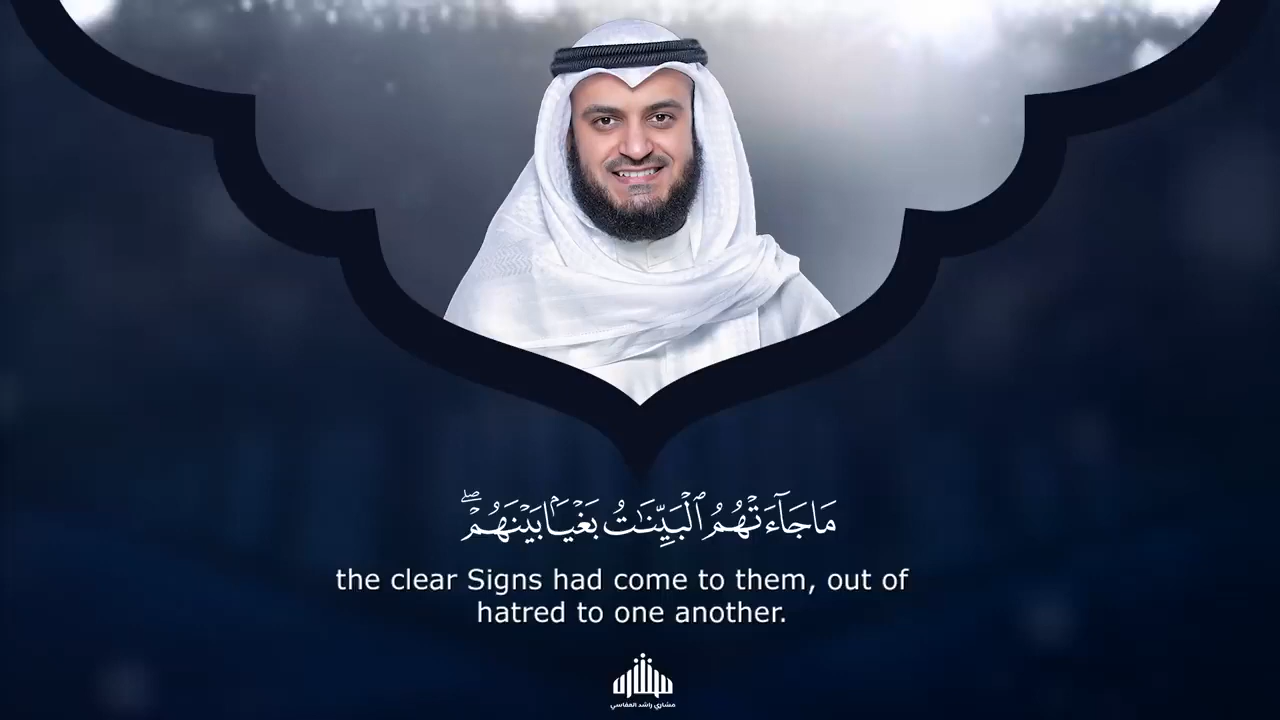 مَا جَآءَتْهُمُ ٱلْبَيِّنَـٰتُ بَغْيَۢا بَيْنَهُمْ ۖ
the clear Signs had come to them, out of
hatred to one another.
مشاري راشد العفاسي